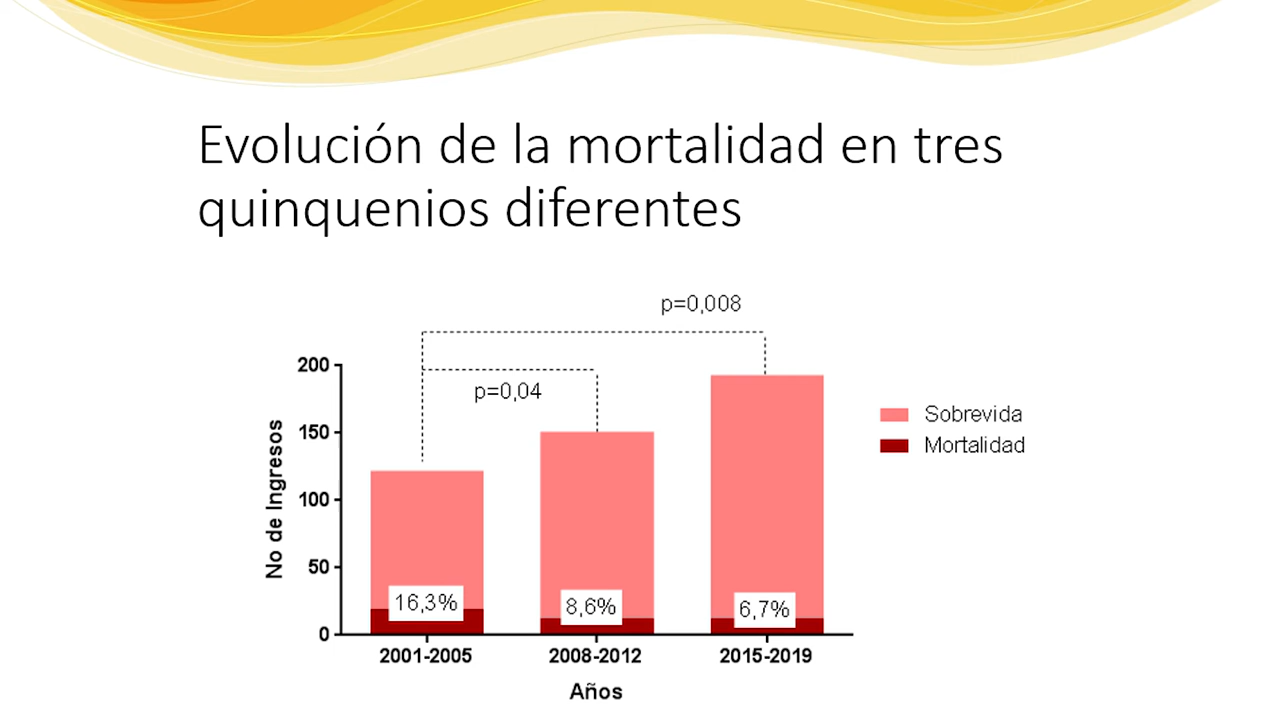 Evolución de la mortalidad en tres
quinquenios diferentes
p=0,008
p=0,04
200
150
100
50
0
No de Ingresos
16,3%
8,6%
6,7%
2001-2005
2008-2012
2015-2019
Años
Sobrevida
Mortalidad